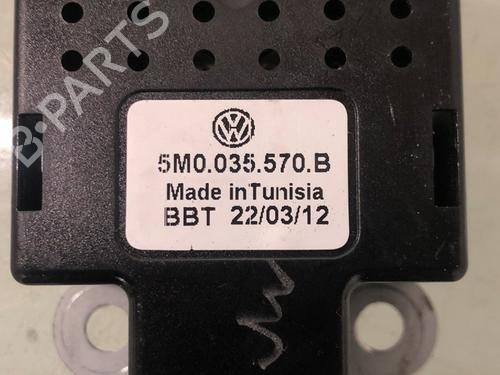 B-PARTS
5M0.035.570.B
Made in Tunisia
BBT 22/03/12